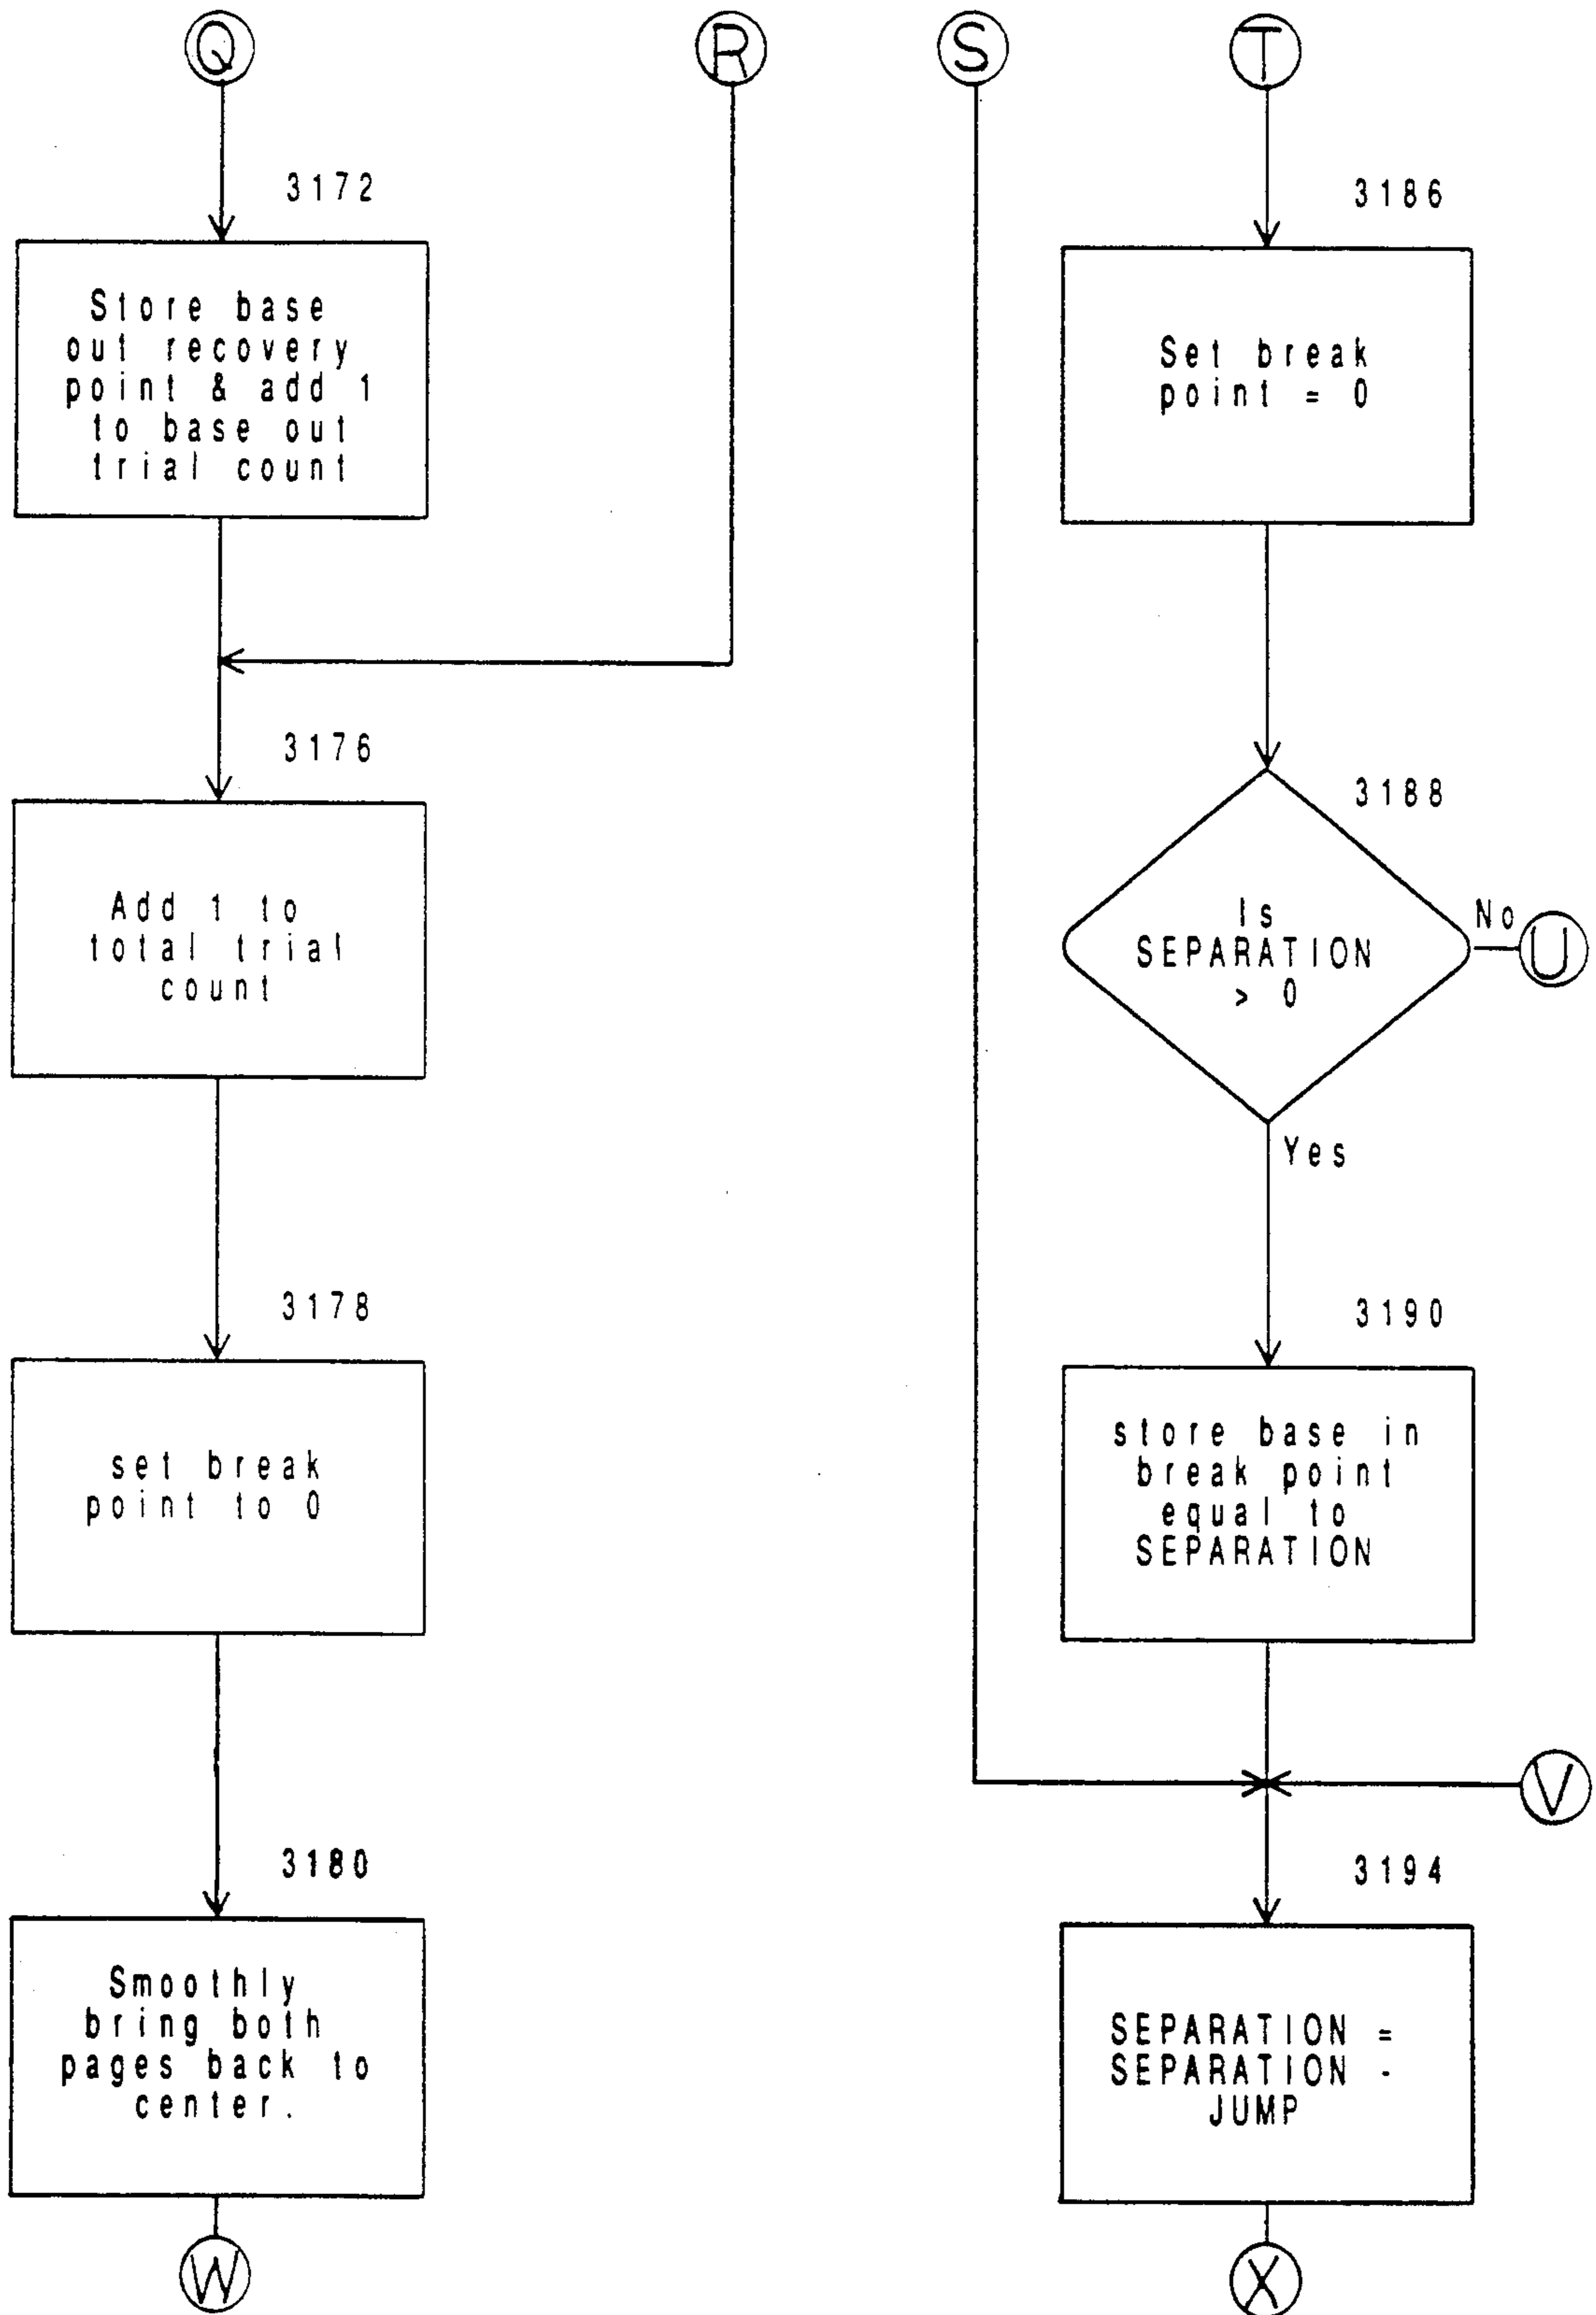 Q
R
S
T
3172
Store base
out recovery
point & add 1
to base out
trial count
3176
Add 1 to
total trial
count
3178
set break
point to 0
3180
Smoothly
bring both
pages back to
center.
W
3186
Set break
point = 0
3188
Is
SEPARATION
> 0
No
U
Yes
3190
store base in
break point
equal to
SEPARATION
V
3194
SEPARATION =
SEPARATION -
JUMP
X